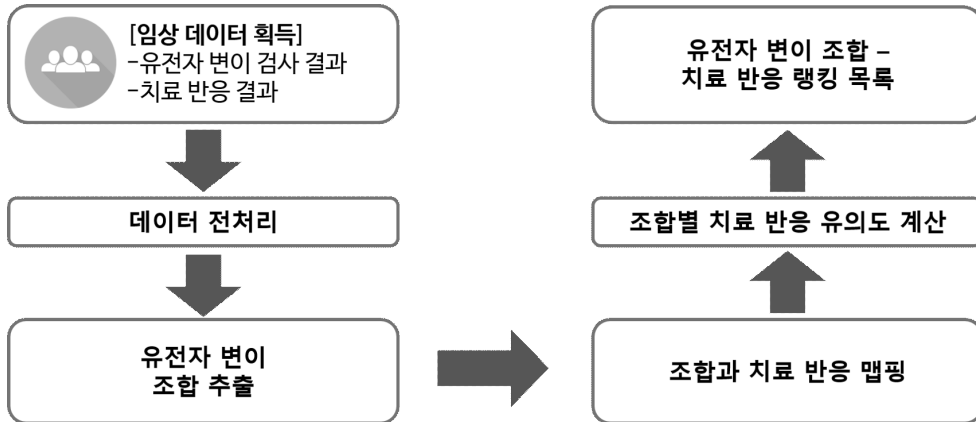 [임상 데이터 획득]
-유전자 변이 검사 결과
-치료 반응 결과
데이터 전처리
유전자 변이
조합 추출
조합과 치료 반응 맵핑
조합별 치료 반응 유의도 계산
유전자 변이 조합 –
치료 반응 랭킹 목록